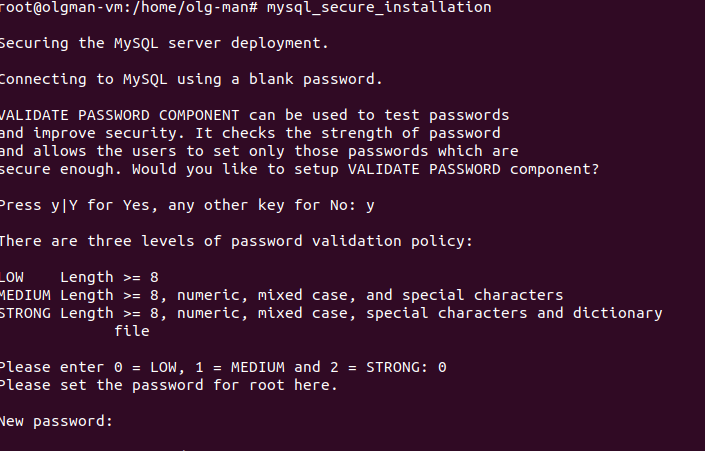 root@olgman-vm:/home/olg-man# mysql_secure_installation
Securing the MySQL server deployment.
Connecting to MySQL using a blank password.
VALIDATE PASSWORD COMPONENT can be used to test passwords
and improve security. It checks the strength of password
and allows the users to set only those passwords which are
secure enough. Would you like to setup VALIDATE PASSWORD component?
Press y|Y for Yes, any other key for No: y
There are three levels of password validation policy:
LOW    Length >= 8
MEDIUM Length >= 8, numeric, mixed case, and special characters
STRONG Length >= 8, numeric, mixed case, special characters and dictionary
file
Please enter 0 = LOW, 1 = MEDIUM and 2 = STRONG: 0
Please set the password for root here.
New password: